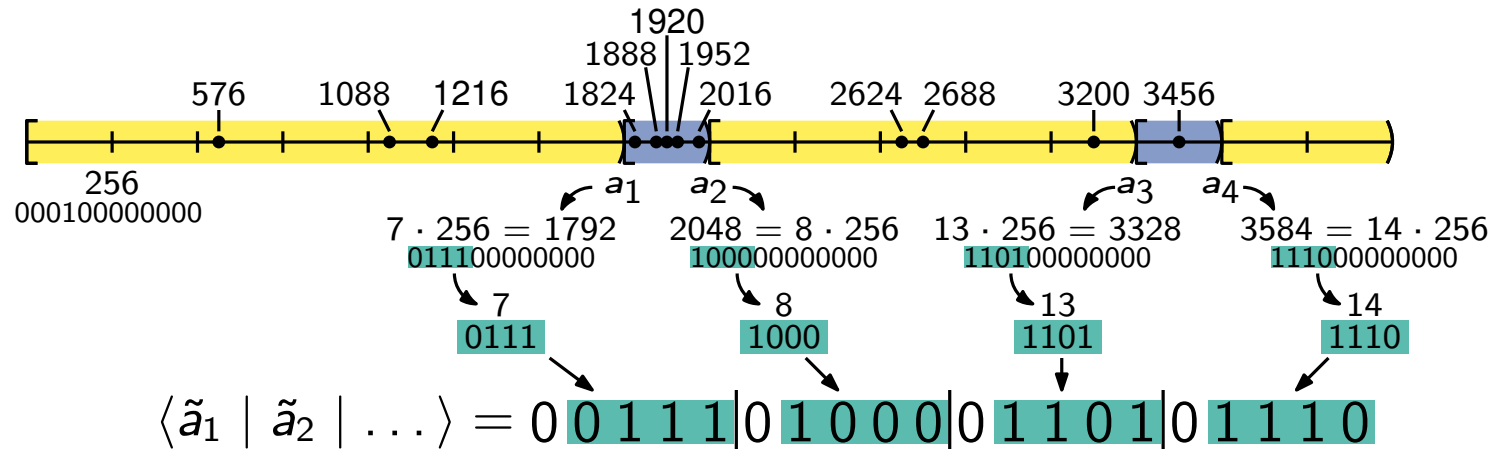 1920
1888 1952
576 1088 1216 1824 2016 2624 2688 3200 3456
256
000100000000
a₁ a₂ a₃ a₄
7 · 256 = 1792 2048 = 8 · 256 13 · 256 = 3328 3584 = 14 · 256
011100000000 100000000000 110100000000 111000000000
7 8 13 14
0111 1000 1101 1110
⟨ã₁ | ã₂ | . . . ⟩ = 0 0 1 1 1|0 1 0 0 0|0 1 1 0 1|0 1 1 1 0